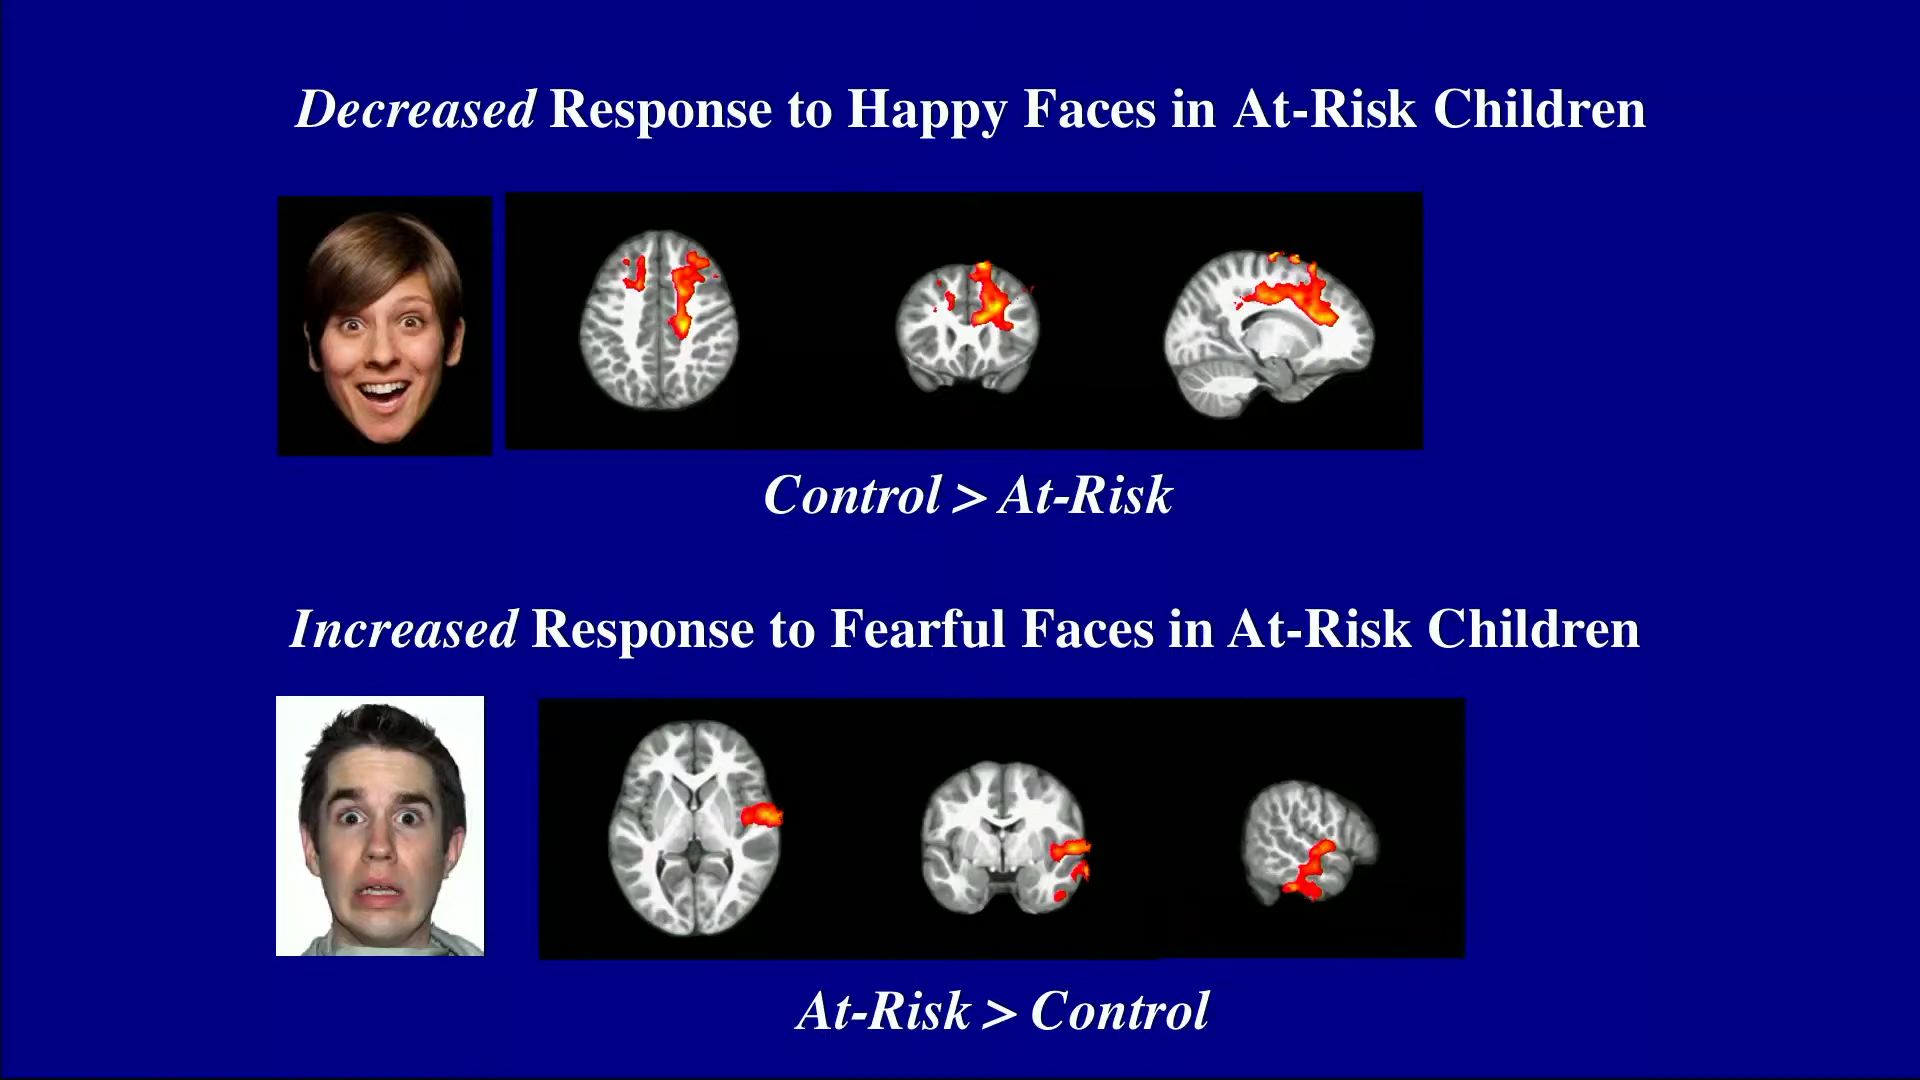 Decreased Response to Happy Faces in At-Risk Children
Control > At-Risk
Increased Response to Fearful Faces in At-Risk Children
At-Risk > Control